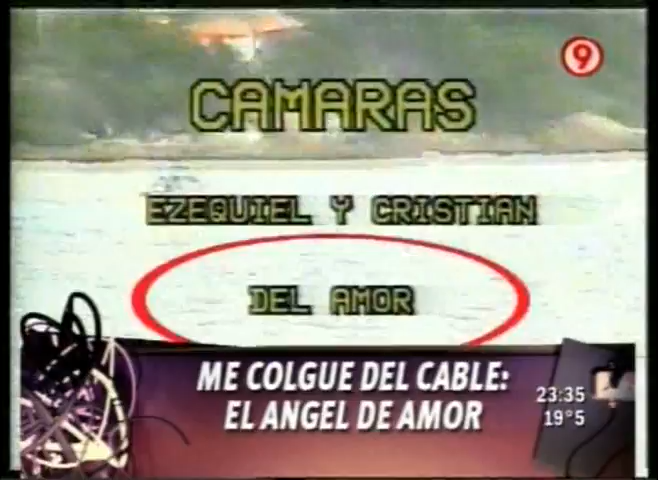 9
CAMARAS
EZEQUIEL Y CRISTIAN
DEL AMOR
ME COLGUE DEL CABLE:
EL ANGEL DE AMOR
23:35
19°5